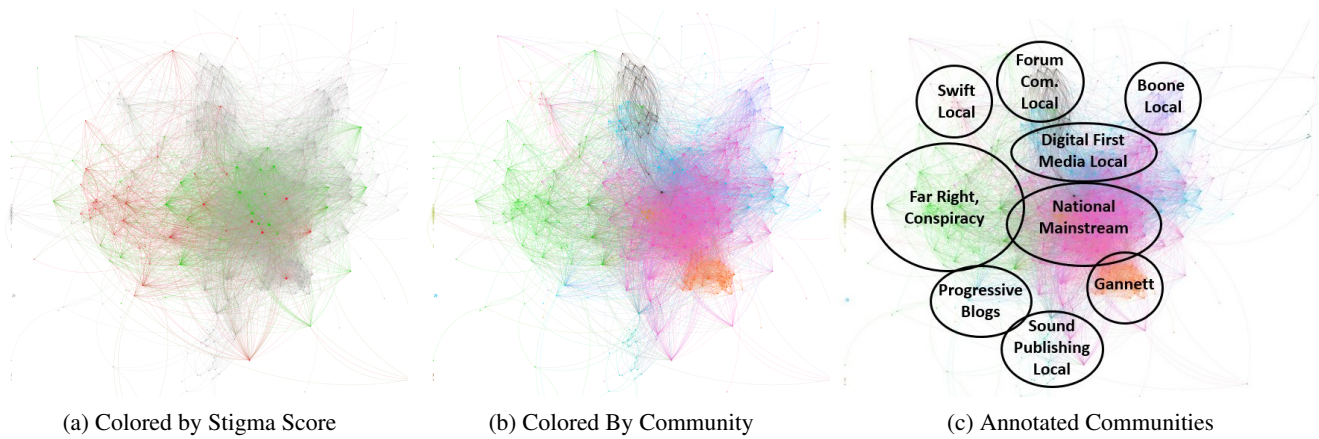 Swift
Local
Forum
Com.
Local
Boone
Local
Digital First
Media Local
Far Right,
Conspiracy
National
Mainstream
Progressive
Blogs
Gannett
Sound
Publishing
Local
(a) Colored by Stigma Score
(b) Colored By Community
(c) Annotated Communities